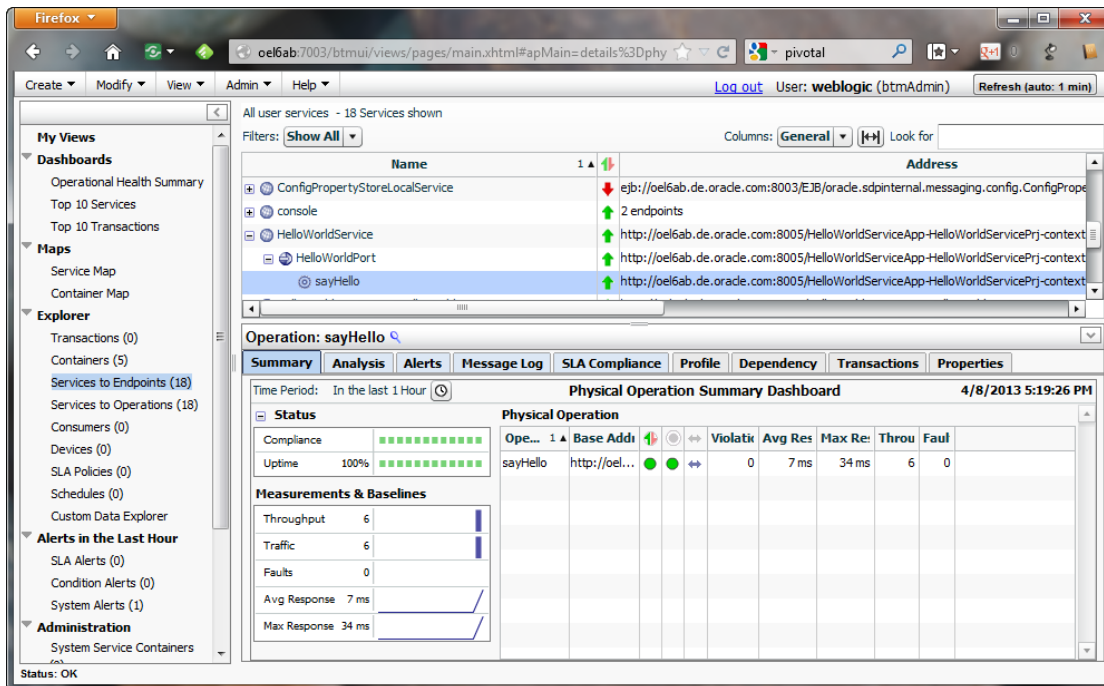 Firefox
oel6ab:7003/btmui/views/pages/main.xhtml#apMain=details%3Dphy
pivotal
Create Modify View Admin Help Log out User: weblogic (btmAdmin) Refresh (auto: 1 min)
My Views
Dashboards
Operational Health Summary
Top 10 Services
Top 10 Transactions
Maps
Service Map
Container Map
Explorer
Transactions (0)
Containers (5)
Services to Endpoints (18)
Services to Operations (18)
Consumers (0)
Devices (0)
SLA Policies (0)
Schedules (0)
Custom Data Explorer
Alerts in the Last Hour
SLA Alerts (0)
Condition Alerts (0)
System Alerts (1)
Administration
System Service Containers
All user services - 18 Services shown
Filters: Show All Columns: General Look for
Name 1 Address
ConfigPropertyStoreLocalService ejb://oel6ab.de.oracle.com:8003/EJB/oracle.sdpinternal.messaging.config.ConfigPrope
console 2 endpoints
HelloWorldService http://oel6ab.de.oracle.com:8005/HelloWorldServiceApp-HelloWorldServicePrj-context
HelloWorldPort http://oel6ab.de.oracle.com:8005/HelloWorldServiceApp-HelloWorldServicePrj-context
sayHello http://oel6ab.de.oracle.com:8005/HelloWorldServiceApp-HelloWorldServicePrj-context
Operation: sayHello
Summary Analysis Alerts Message Log SLA Compliance Profile Dependency Transactions Properties
Time Period: In the last 1 Hour Physical Operation Summary Dashboard 4/8/2013 5:19:26 PM
Status
Compliance
Uptime 100%
Measurements & Baselines
Throughput 6
Traffic 6
Faults 0
Avg Response 7 ms
Max Response 34 ms
Physical Operation
Ope... 1 Base Addr Violatic Avg Res Max Re: Throu Faul
sayHello http://oel... 0 7 ms 34 ms 6 0
Status: OK